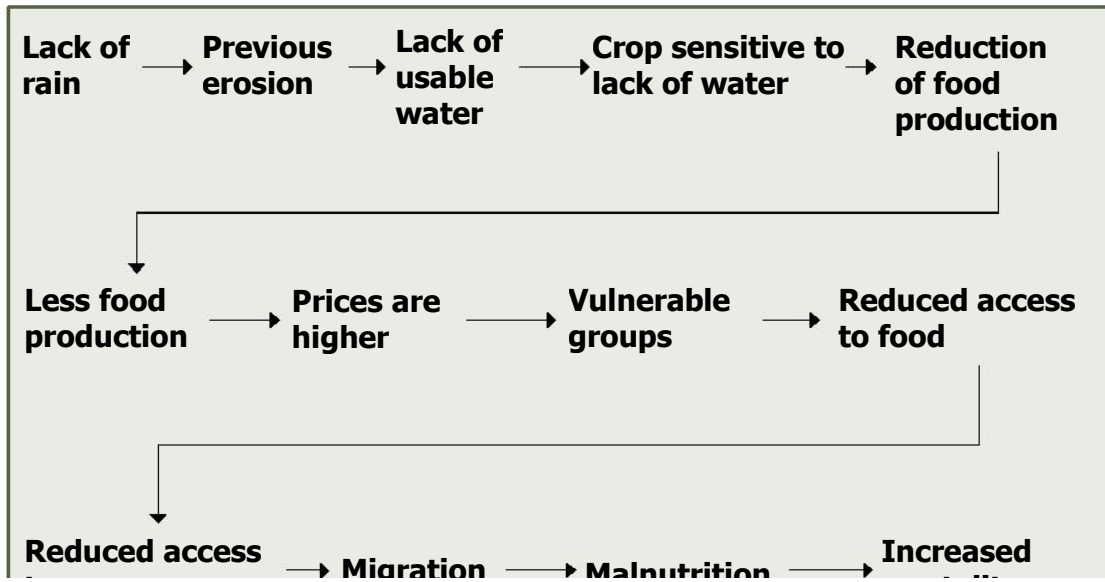 Lack of
rain
Previous
erosion
Lack of
usable
water
Crop sensitive to
lack of water
Reduction
of food
production
Less food
production
Prices are
higher
Vulnerable
groups
Reduced access
to food
Reduced access
Migration
Malnutrition
Increased